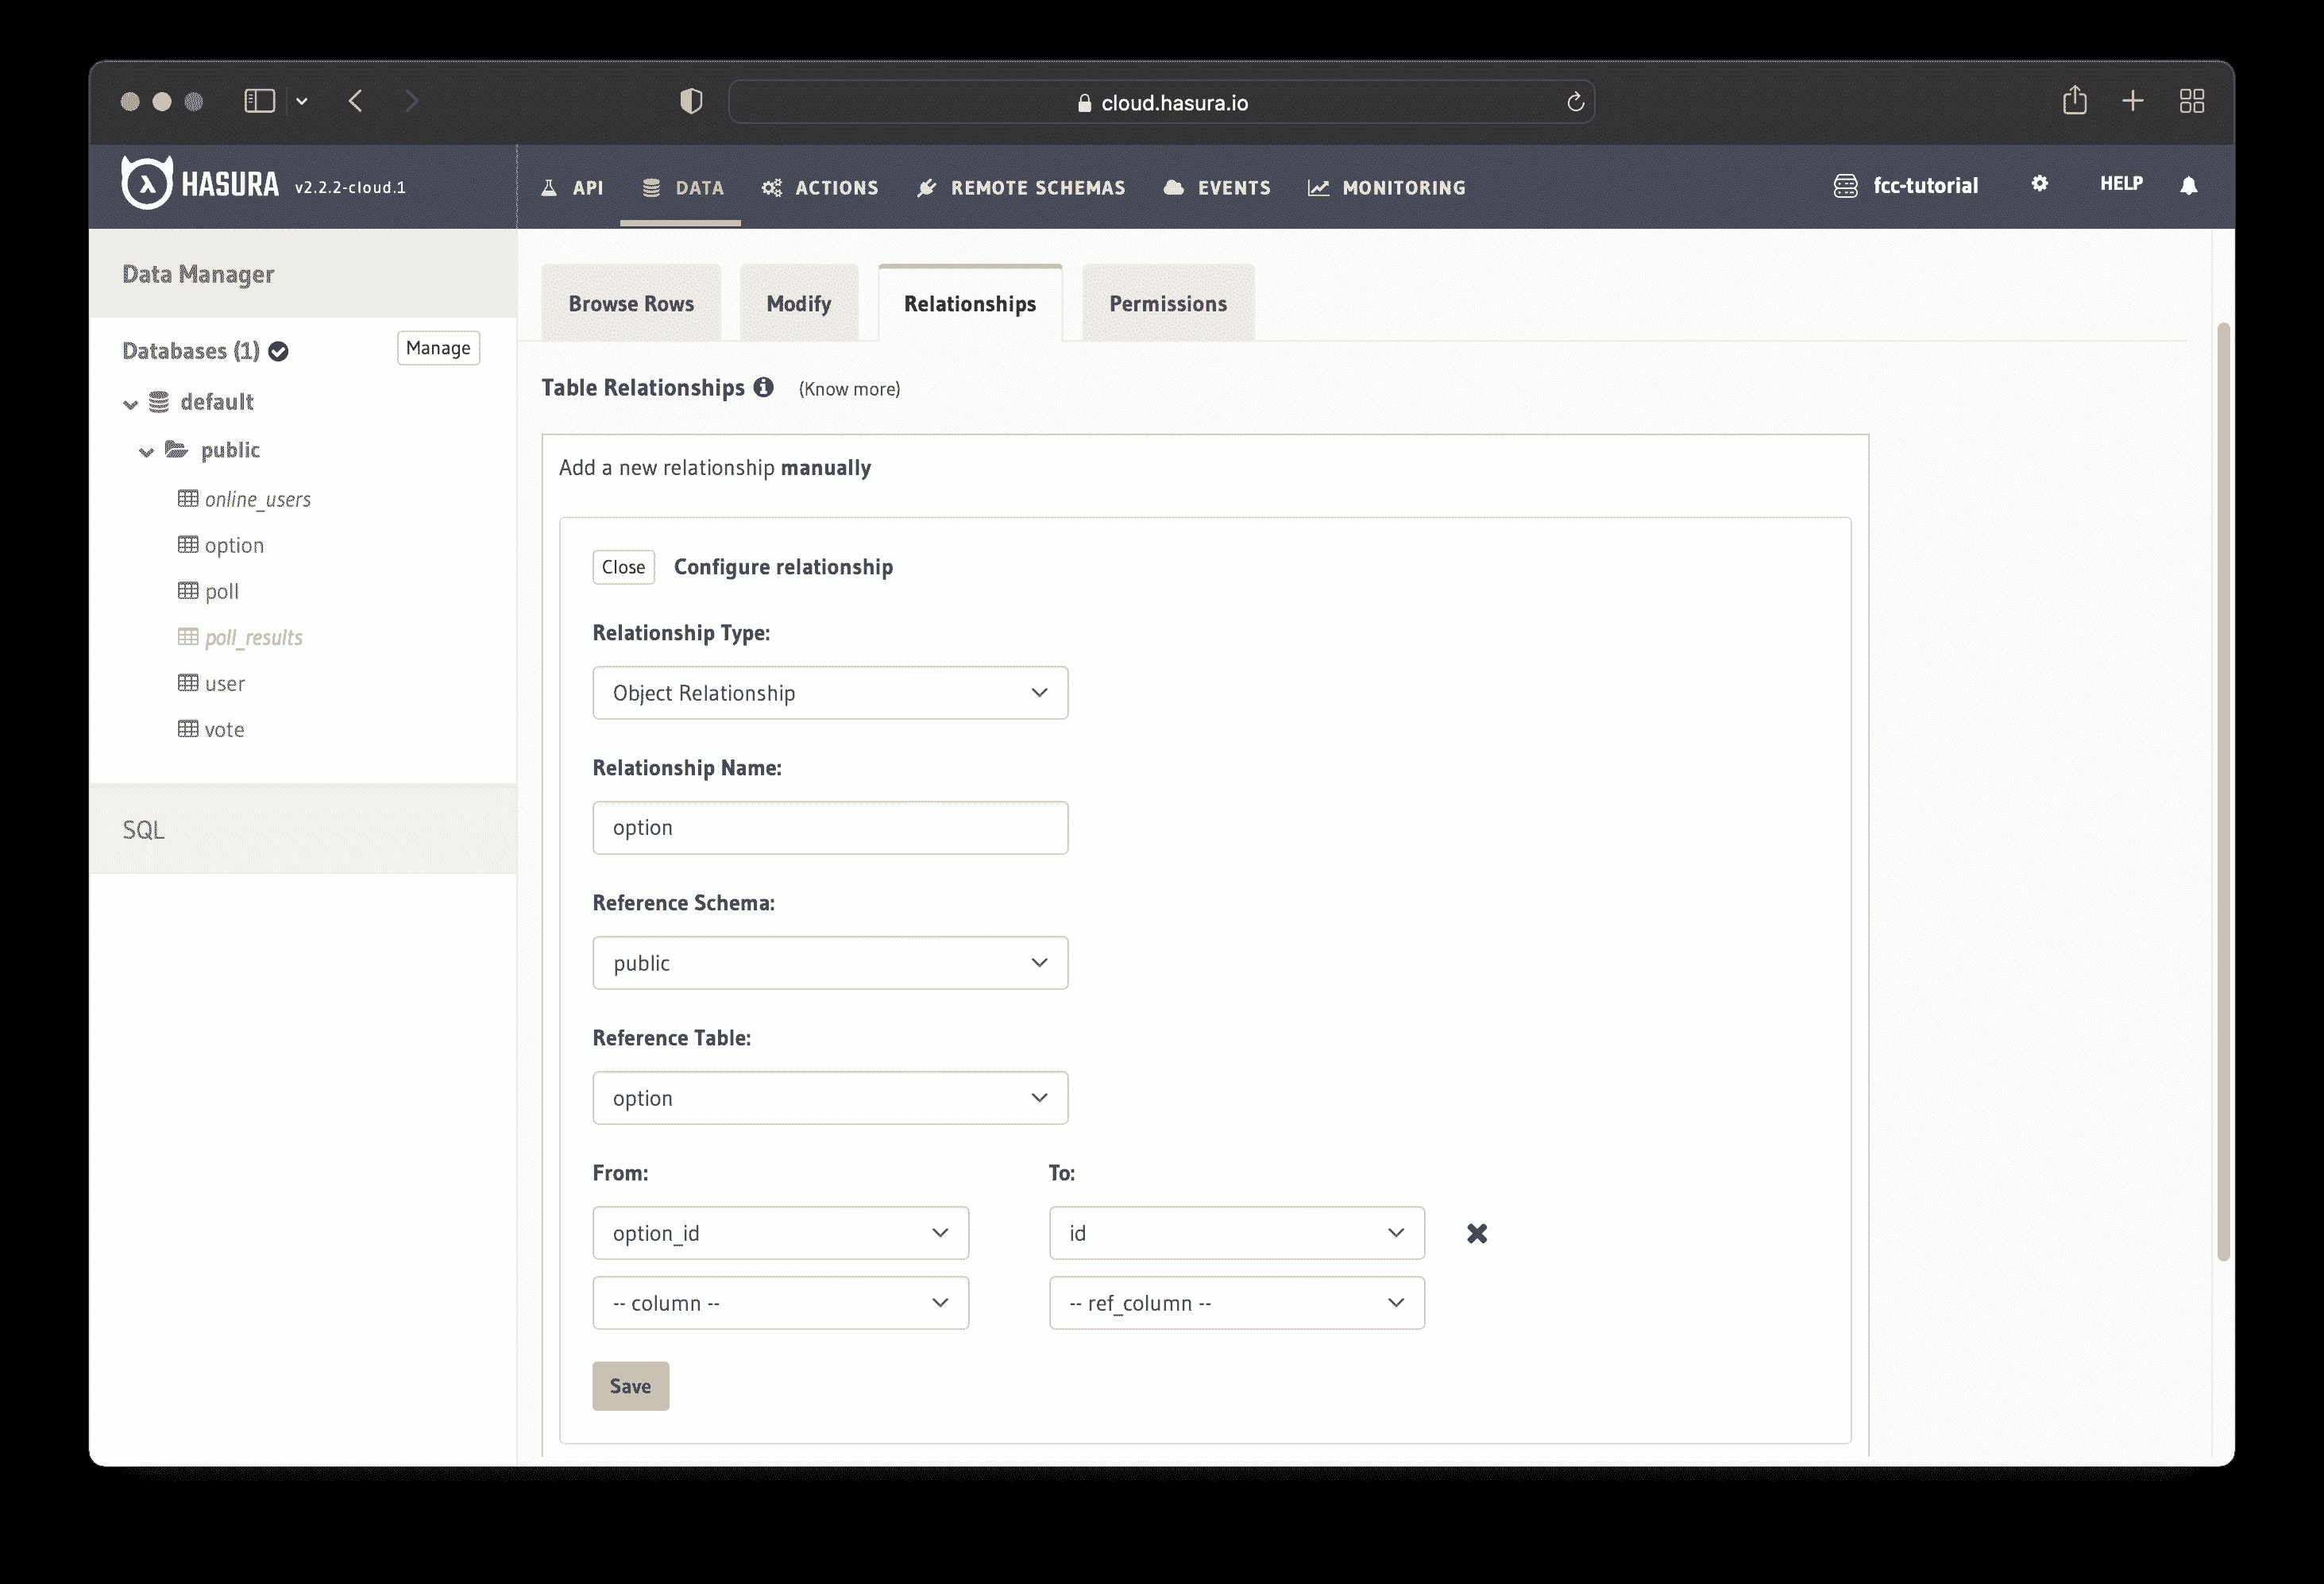 cloud.hasura.io
HASURA v2.2.2-cloud.1
API DATA ACTIONS REMOTE SCHEMAS EVENTS MONITORING
fcc-tutorial HELP
Data Manager
Databases (1)
Manage
default
public
online_users
option
poll
poll_results
user
vote
SQL
Browse Rows Modify Relationships Permissions
Table Relationships (Know more)
Add a new relationship manually
Close Configure relationship
Relationship Type:
Object Relationship
Relationship Name:
option
Reference Schema:
public
Reference Table:
option
From: To:
option_id id
-- column -- -- ref_column --
Save